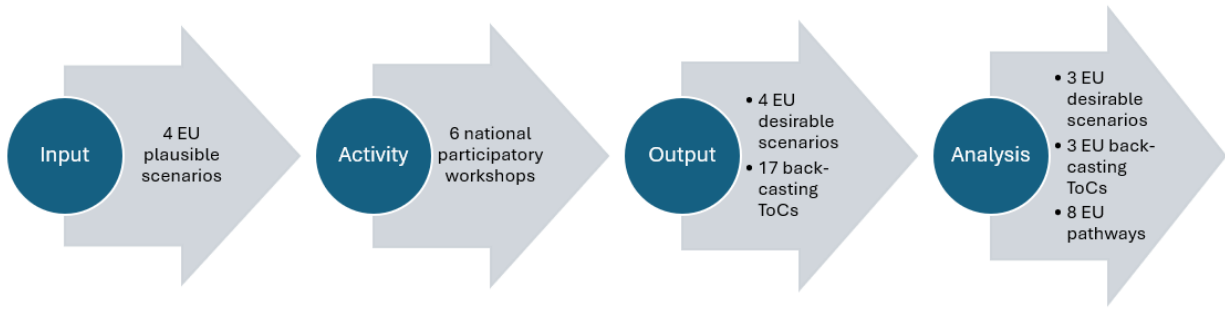 Input
4 EU
plausible
scenarios
Activity
6 national
participatory
workshops
Output
• 4 EU
desirable
scenarios
• 17 back-
casting
ToCs
Analysis
• 3 EU
desirable
scenarios
• 3 EU back-
casting
ToCs
• 8 EU
pathways